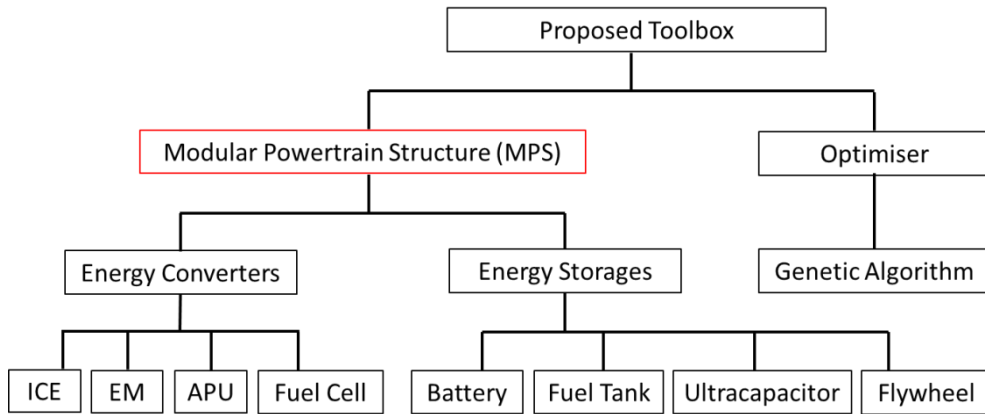 Proposed Toolbox
Modular Powertrain Structure (MPS)
Optimiser
Energy Converters
Energy Storages
Genetic Algorithm
ICE
EM
APU
Fuel Cell
Battery
Fuel Tank
Ultracapacitor
Flywheel